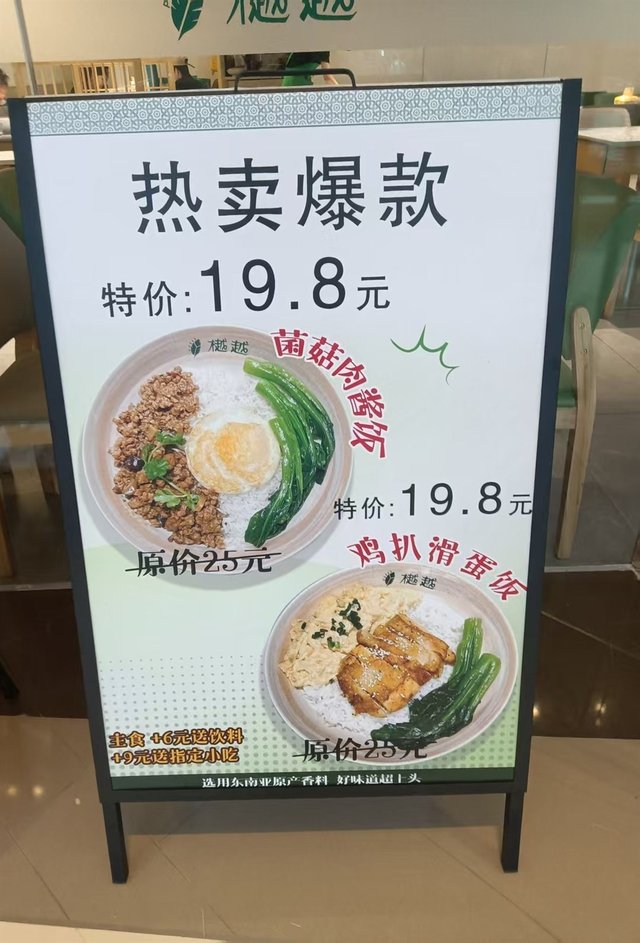 樾越
热卖爆款
特价:19.8元
樾越
菌菇肉酱饭
原价25元
特价:19.8元
鸡扒滑蛋饭
樾越
原价25元
主食 +6元送饮料
+9元送指定小吃
选用东南亚原产香料 好味道超上头